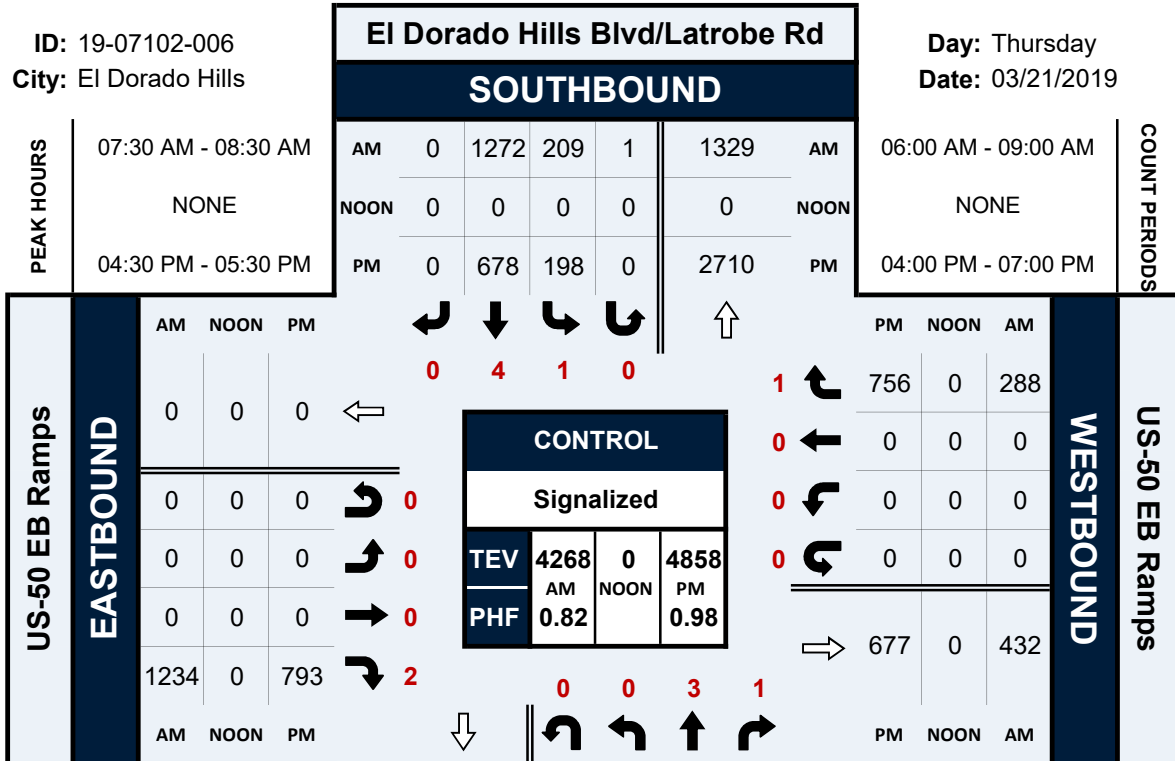 ID: 19-07102-006
City: El Dorado Hills
El Dorado Hills Blvd/Latrobe Rd
SOUTHBOUND
Day: Thursday
Date: 03/21/2019
PEAK HOURS
07:30 AM - 08:30 AM
NONE
04:30 PM - 05:30 PM
AM 0 1272 209 1 1329 AM
NOON 0 0 0 0 0 NOON
PM 0 678 198 0 2710 PM
0 4 1 0
06:00 AM - 09:00 AM
NONE
04:00 PM - 07:00 PM
COUNT PERIODS
US-50 EB Ramps
EASTBOUND
AM NOON PM
0 0 0
0 0 0 0
0 0 0 0
0 0 0 0
1234 0 793 2
AM NOON PM
CONTROL
Signalized
TEV 4268 0 4858
AM NOON PM
PHF 0.82 0.98
PM NOON AM
1 756 0 288
0 0 0 0
0 0 0 0
0 0 0 0
677 0 432
PM NOON AM
WESTBOUND
US-50 EB Ramps
0 0 3 1